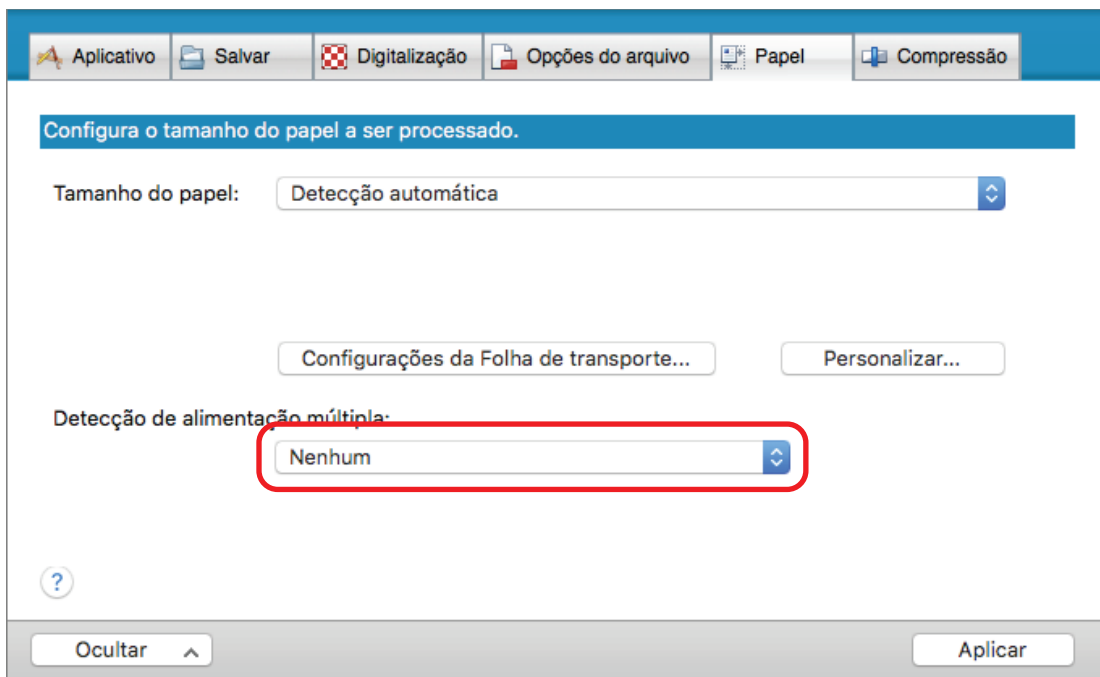 Aplicativo Salvar Digitalização Opções do arquivo Papel Compressão
Configura o tamanho do papel a ser processado.
Tamanho do papel: Detecção automática
Configurações da Folha de transporte... Personalizar...
Detecção de alimentação múltipla:
Nenhum
?
Ocultar Aplicar